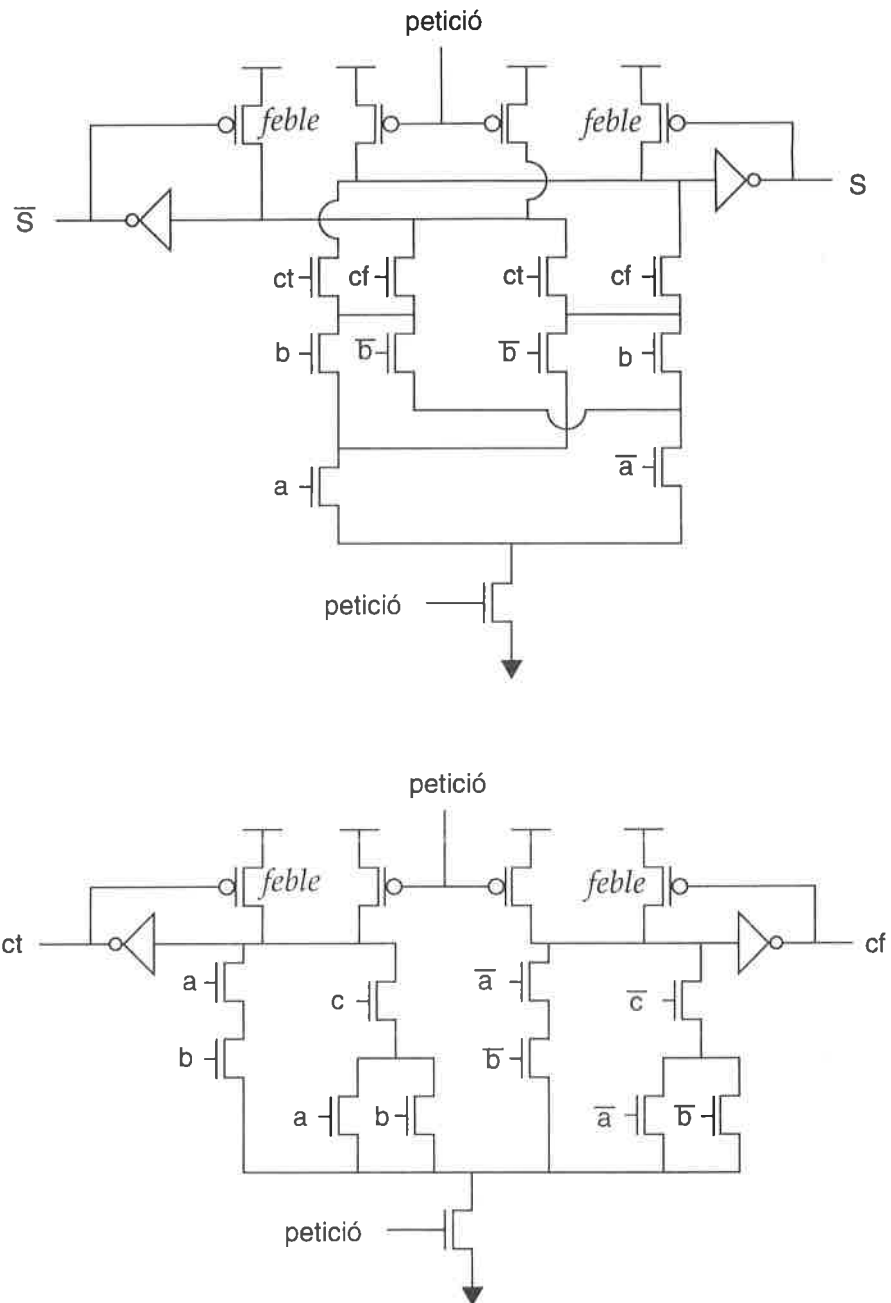 petició
feble feble
S̅ S
ct cf ct cf
b b̅ b̅ b
a a̅
petició
petició
feble feble
ct cf
a c a̅ c̅
b b̅
a b a̅ b̅
petició